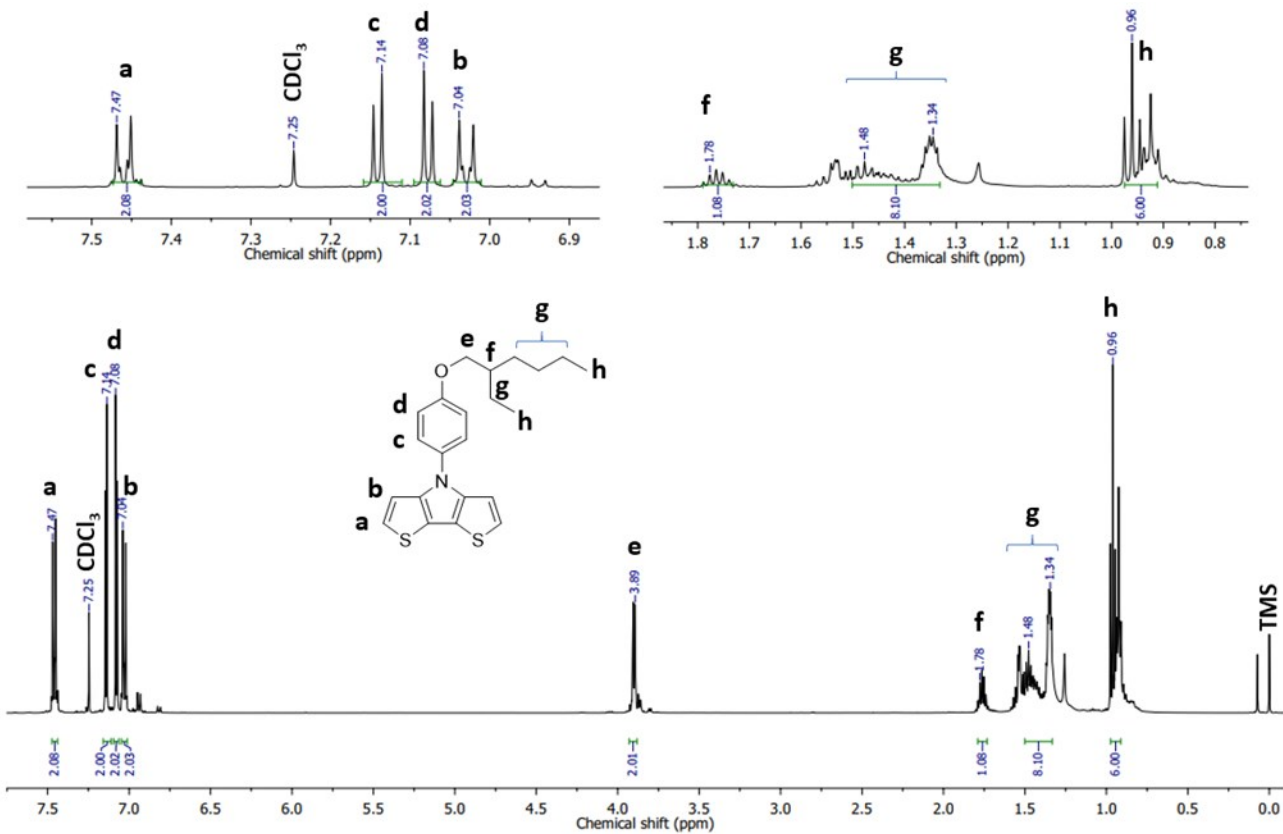 a
7.47
CDCl3
7.25
c
7.14
d
7.08
b
7.04
2.08
2.00
2.02
2.03
7.5 7.4 7.3 7.2 7.1 7.0 6.9
Chemical shift (ppm)
f
1.78
g
1.48
1.34
0.96
h
1.08
8.10
6.00
1.8 1.7 1.6 1.5 1.4 1.3 1.2 1.1 1.0 0.9 0.8
Chemical shift (ppm)
a
7.47
CDCl3
7.25
c
7.14
d
7.08
b
7.04
g
e
f
O
g
h
d
h
c
N
b
a
S
S
e
3.89
f
1.78
g
1.48
1.34
h
0.96
TMS
2.08
2.00
2.02
2.03
2.01
1.08
8.10
6.00
7.5 7.0 6.5 6.0 5.5 5.0 4.5 4.0 3.5 3.0 2.5 2.0 1.5 1.0 0.5 0.0
Chemical shift (ppm)